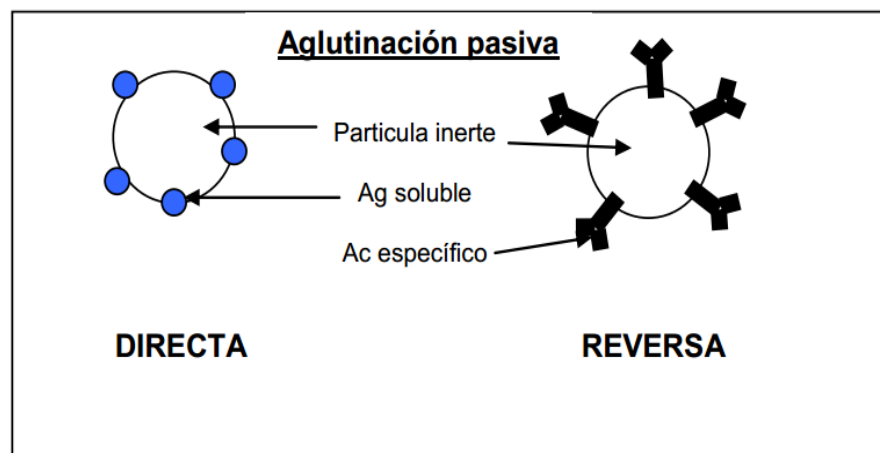 Aglutinación pasiva
Particula inerte
Ag soluble
Ac específico
DIRECTA
REVERSA